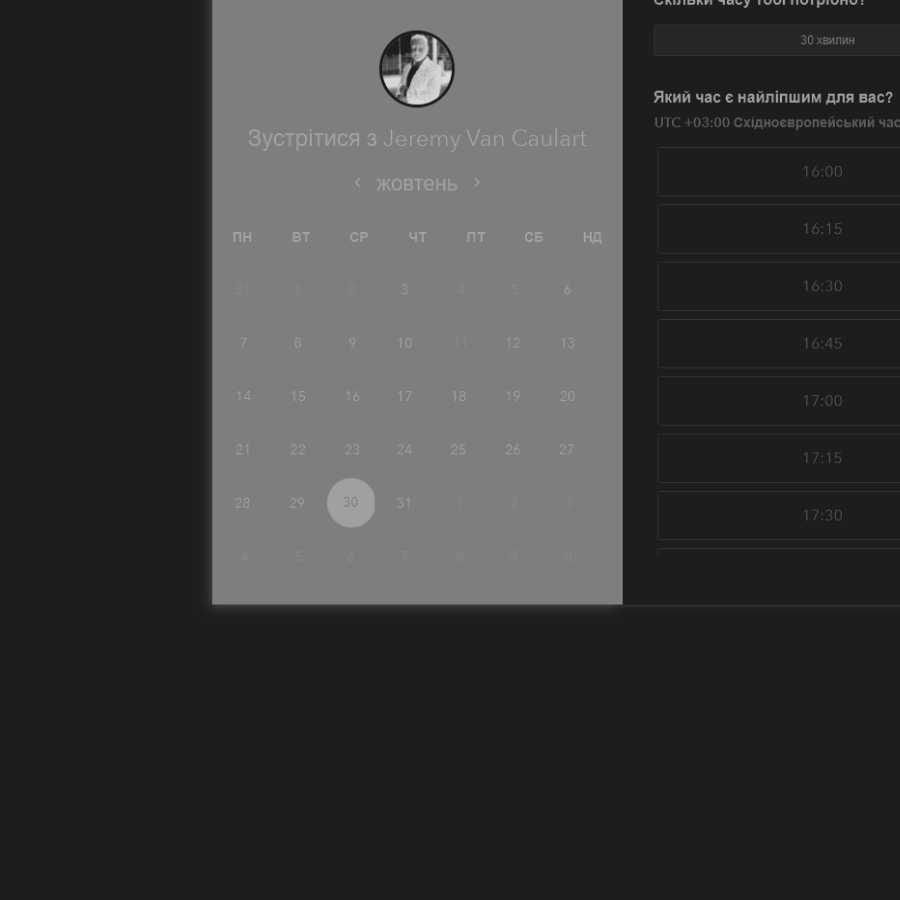 Зустрітися з Jeremy Van Caulart
‹ жовтень ›
ПН ВТ СР ЧТ ПТ СБ НД
31 1 2 3 4 5 6
7 8 9 10 11 12 13
14 15 16 17 18 19 20
21 22 23 24 25 26 27
28 29 30 31 1 2 3
4 5 6 7 8 9 10
Скільки часу тобі потрібно?
30 хвилин
Який час є найліпшим для вас?
UTC +03:00 Східноєвропейський час
16:00
16:15
16:30
16:45
17:00
17:15
17:30